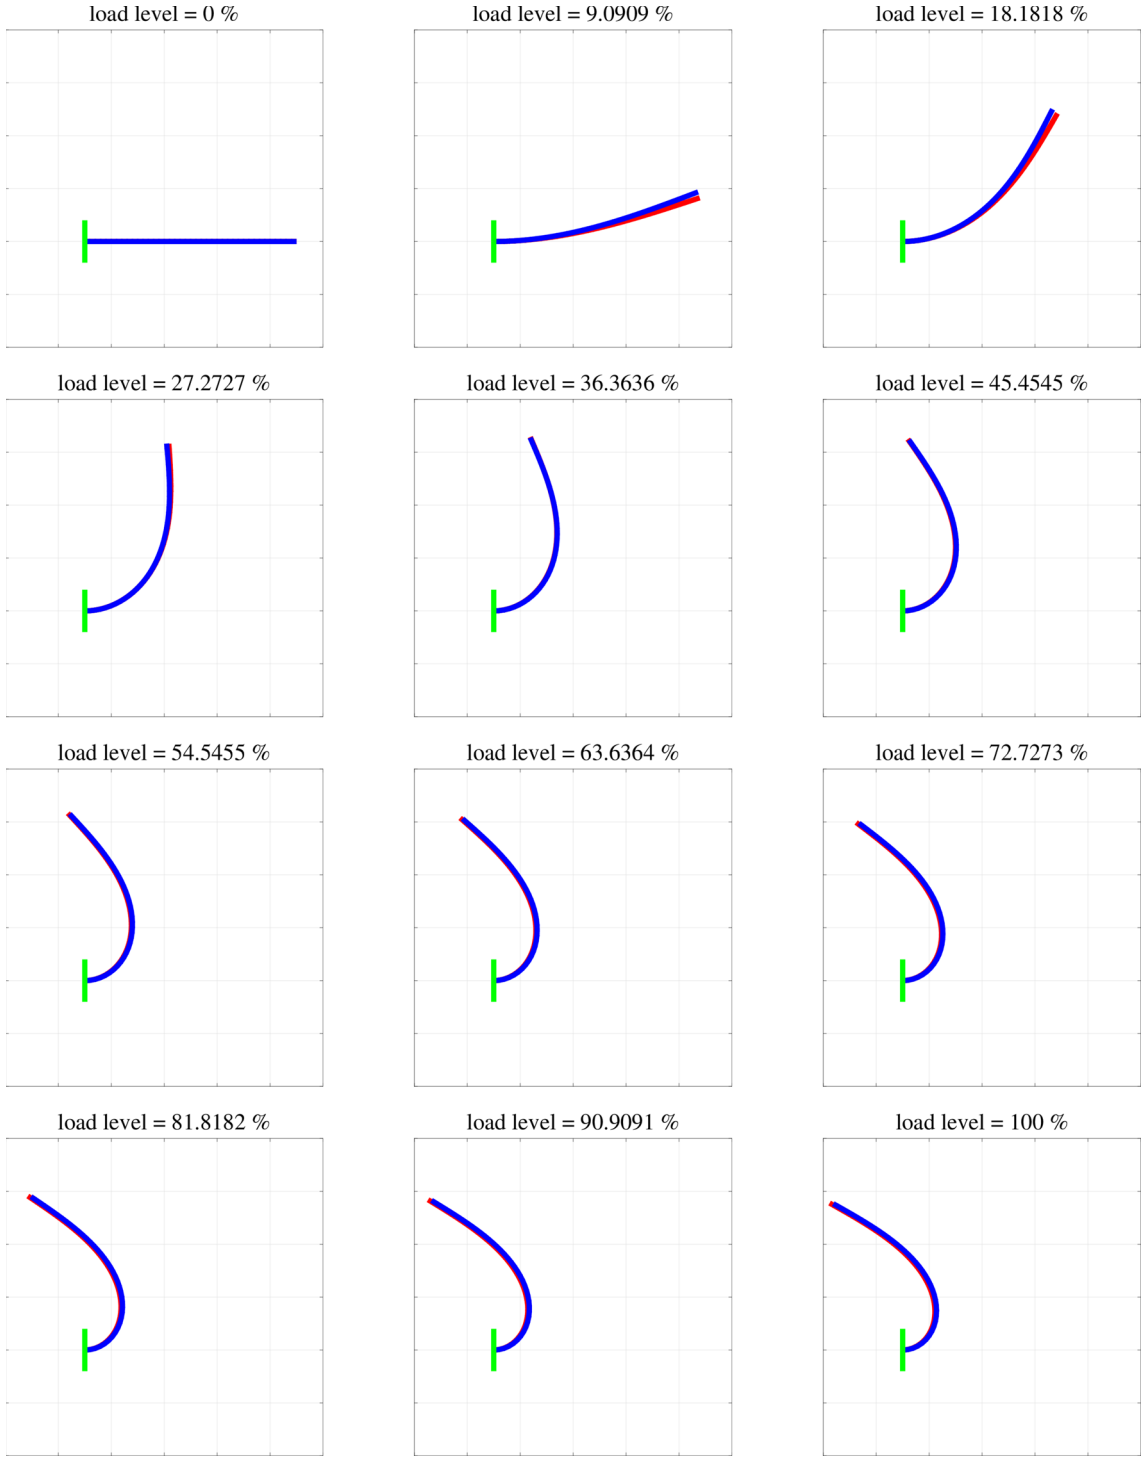 load level = 0 %
load level = 9.0909 %
load level = 18.1818 %
load level = 27.2727 %
load level = 36.3636 %
load level = 45.4545 %
load level = 54.5455 %
load level = 63.6364 %
load level = 72.7273 %
load level = 81.8182 %
load level = 90.9091 %
load level = 100 %